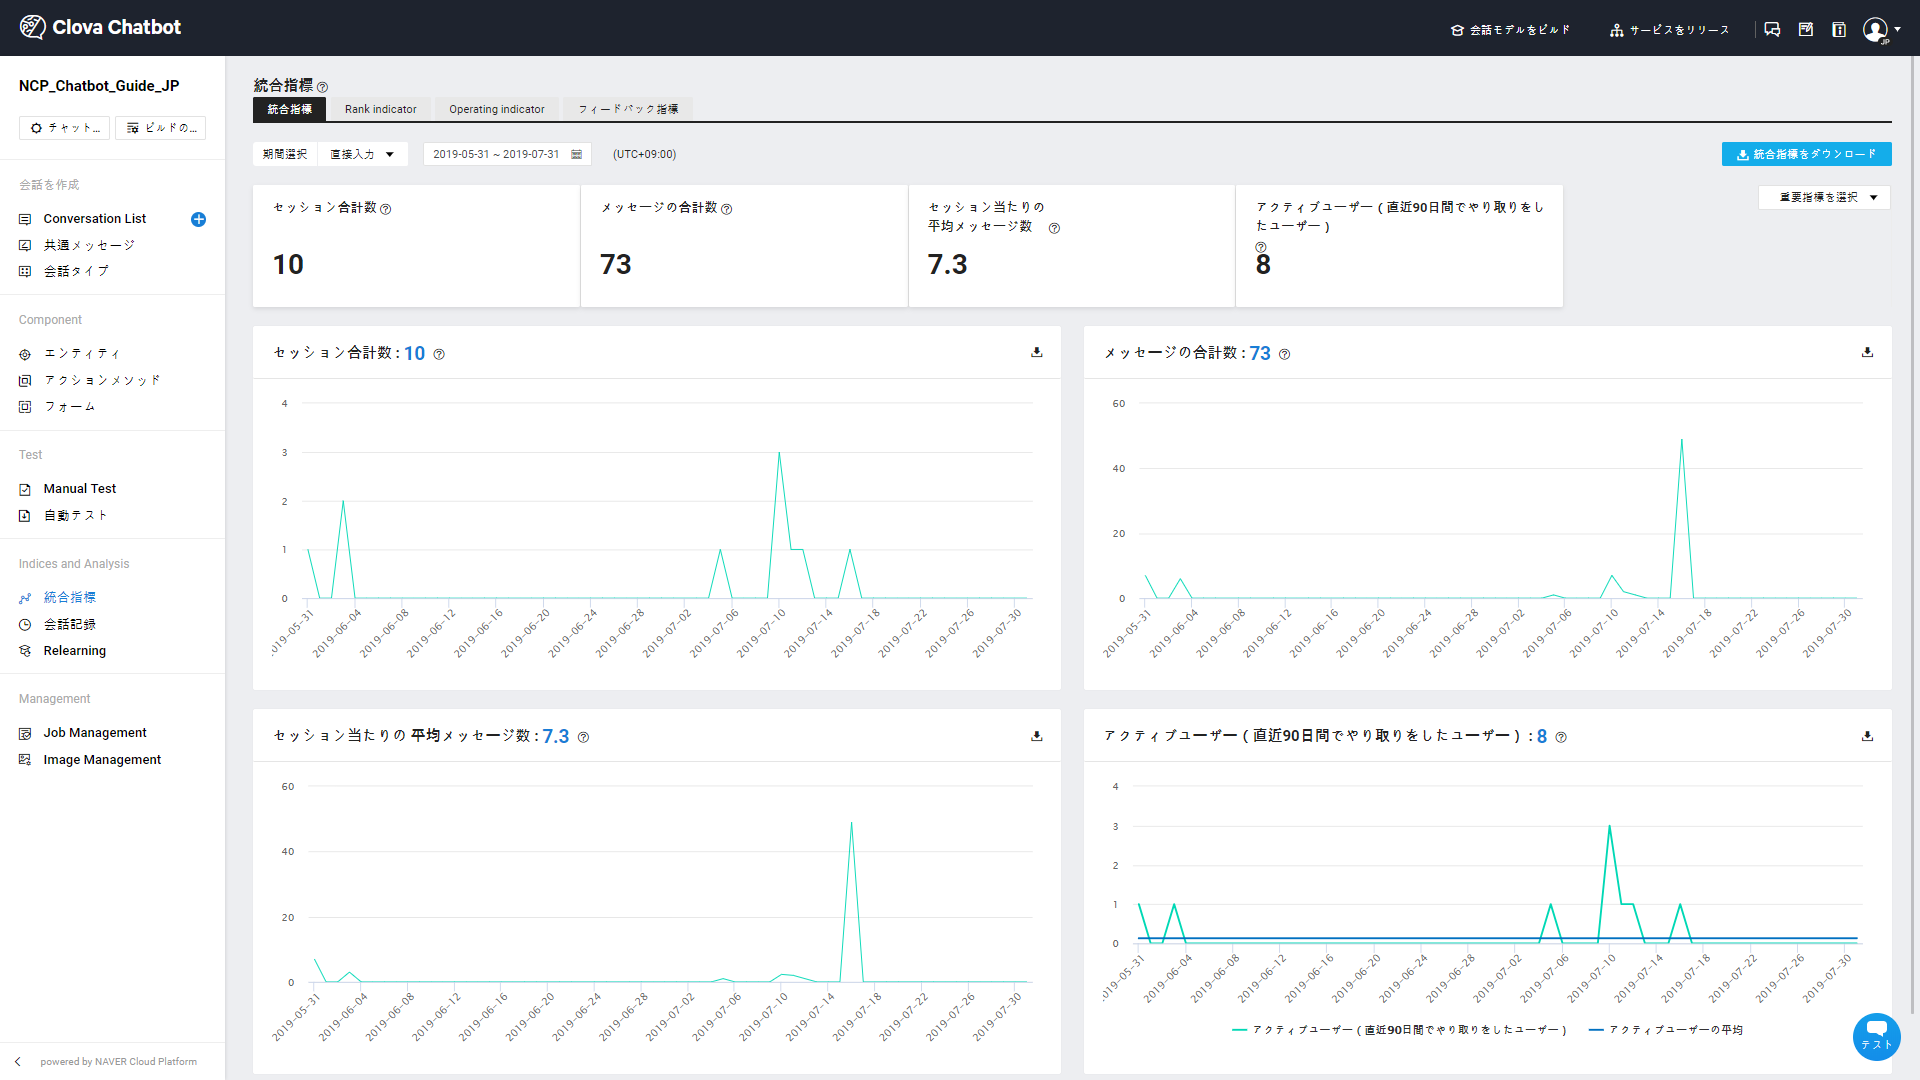 Clova Chatbot
会話モデルをビルド
サービスをリリース
JP
NCP_Chatbot_Guide_JP
チャット...
ビルドの...
会話を作成
Conversation List
共通メッセージ
会話タイプ
Component
エンティティ
アクションメソッド
フォーム
Test
Manual Test
自動テスト
Indices and Analysis
統合指標
会話記録
Relearning
Management
Job Management
Image Management
powered by NAVER Cloud Platform
統合指標
統合指標 Rank indicator Operating indicator フィードバック指標
期間選択 直接入力 2019-05-31 ~ 2019-07-31 (UTC+09:00)
統合指標をダウンロード
重要指標を選択
セッション合計数
10
メッセージの合計数
73
セッション当たりの
平均メッセージ数
7.3
アクティブユーザー ( 直近90日間でやり取りをし
たユーザー )
8
セッション合計数 : 10
4
3
2
1
0
2019-05-31 2019-06-04 2019-06-08 2019-06-12 2019-06-16 2019-06-20 2019-06-24 2019-06-28 2019-07-02 2019-07-06 2019-07-10 2019-07-14 2019-07-18 2019-07-22 2019-07-26 2019-07-30
メッセージの合計数 : 73
60
40
20
0
2019-05-31 2019-06-04 2019-06-08 2019-06-12 2019-06-16 2019-06-20 2019-06-24 2019-06-28 2019-07-02 2019-07-06 2019-07-10 2019-07-14 2019-07-18 2019-07-22 2019-07-26 2019-07-30
セッション当たりの 平均メッセージ数 : 7.3
60
40
20
0
2019-05-31 2019-06-04 2019-06-08 2019-06-12 2019-06-16 2019-06-20 2019-06-24 2019-06-28 2019-07-02 2019-07-06 2019-07-10 2019-07-14 2019-07-18 2019-07-22 2019-07-26 2019-07-30
アクティブユーザー ( 直近90日間でやり取りをしたユーザー ) : 8
4
3
2
1
0
2019-05-31 2019-06-04 2019-06-08 2019-06-12 2019-06-16 2019-06-20 2019-06-24 2019-06-28 2019-07-02 2019-07-06 2019-07-10 2019-07-14 2019-07-18 2019-07-22 2019-07-26 2019-07-30
アクティブユーザー ( 直近90日間でやり取りをしたユーザー ) アクティブユーザーの平均
テスト